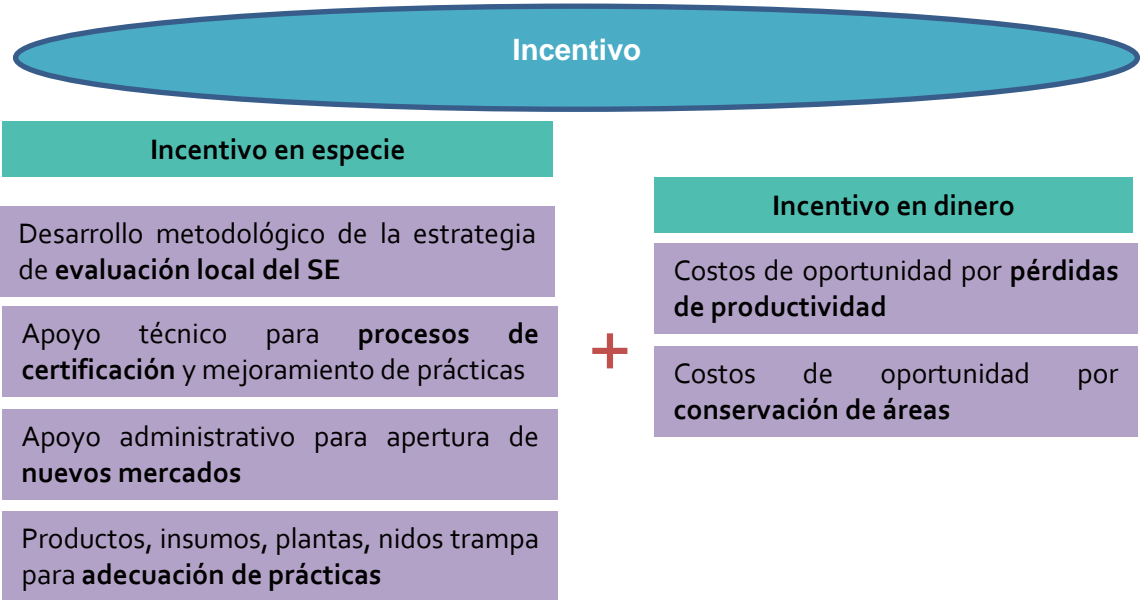 Incentivo
Incentivo en especie
Desarrollo metodológico de la estrategia
de evaluación local del SE
Apoyo técnico para procesos de
certificación y mejoramiento de prácticas
Apoyo administrativo para apertura de
nuevos mercados
Productos, insumos, plantas, nidos trampa
para adecuación de prácticas
+
Incentivo en dinero
Costos de oportunidad por pérdidas
de productividad
Costos de oportunidad por
conservación de áreas